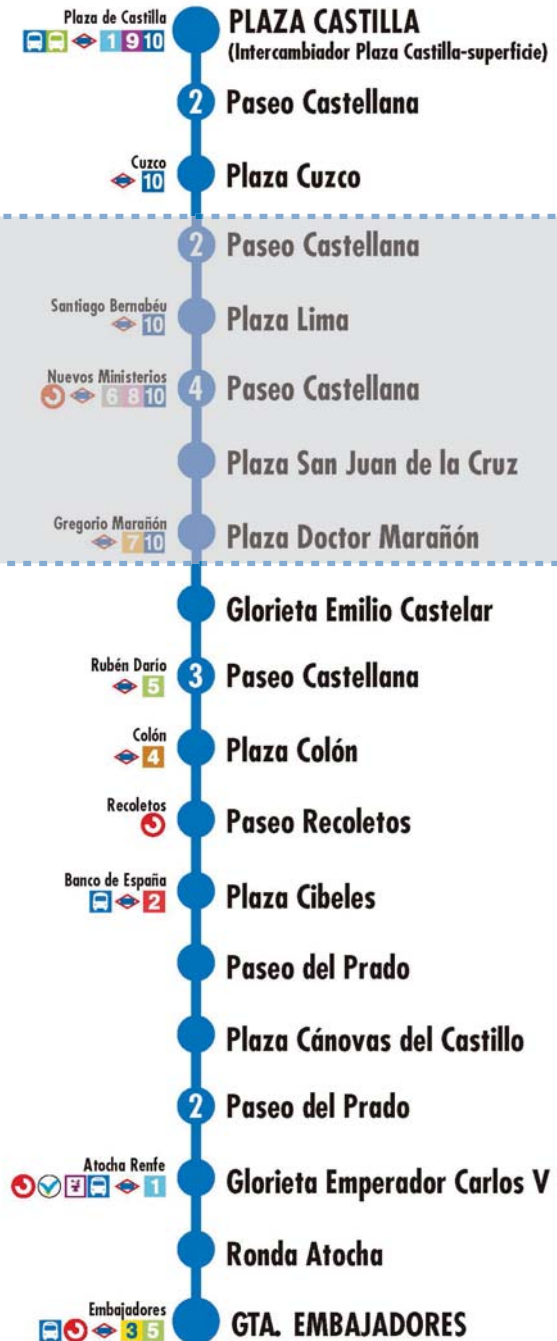 Plaza de Castilla
1 9 10
PLAZA CASTILLA
(Intercambiador Plaza Castilla-superficie)
2 Paseo Castellana
Cuzco
10
Plaza Cuzco
2 Paseo Castellana
Santiago Bernabéu
10
Plaza Lima
Nuevos Ministerios
6 8 10
4 Paseo Castellana
Plaza San Juan de la Cruz
Gregorio Marañón
7 10
Plaza Doctor Marañón
Glorieta Emilio Castelar
Rubén Dario
5
3 Paseo Castellana
Colón
4
Plaza Colón
Recoletos
Paseo Recoletos
Banco de España
2
Plaza Cibeles
Paseo del Prado
Plaza Cánovas del Castillo
2 Paseo del Prado
Atocha Renfe
1
Glorieta Emperador Carlos V
Ronda Atocha
Embajadores
3 5
GTA. EMBAJADORES